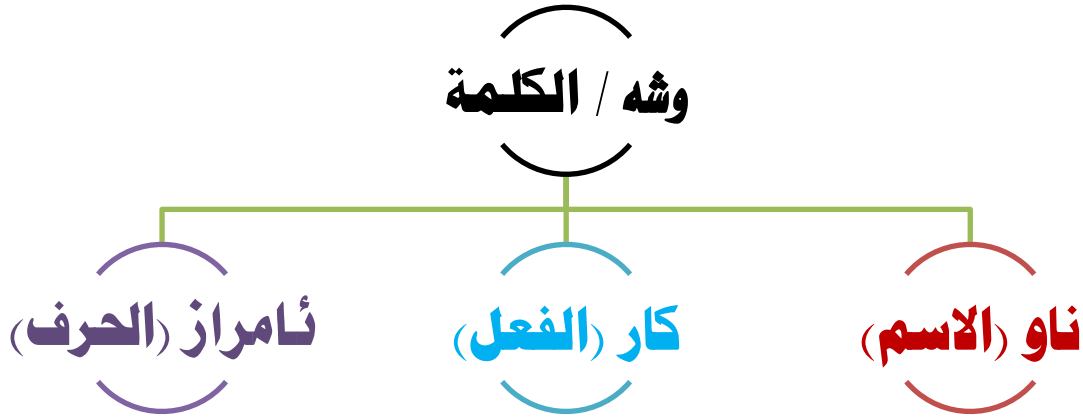 وشه / الكلمة
ناو (الاسم)
كار (الفعل)
ئامراز (الحرف)